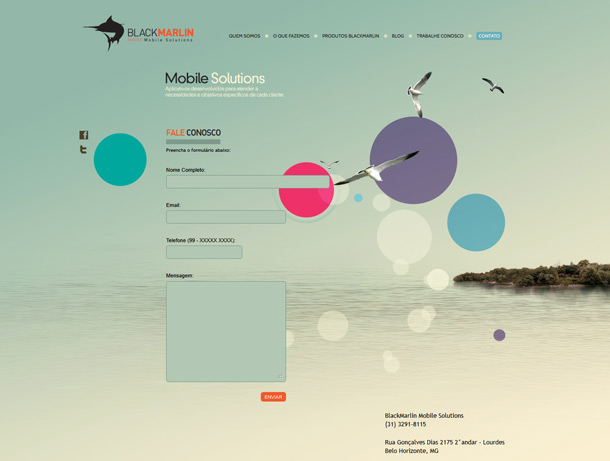 BLACKMARLIN
Mobile Solutions
QUEM SOMOS O QUE FAZEMOS PRODUTOS BLACKMARLIN BLOG TRABALHE CONOSCO CONTATO
Mobile Solutions
Aplicativos desenvolvidos para atender a
necessidades e objetivos específicos de cada cliente
FALE CONOSCO
Preencha o formulário abaixo:
Nome Completo:
Email:
Telefone (99 - XXXXX XXXX):
Mensagem:
ENVIAR
BlackMarlin Mobile Solutions
(31) 3291-8115
Rua Gonçalves Dias 2175 2°andar - Lourdes
Belo Horizonte, MG